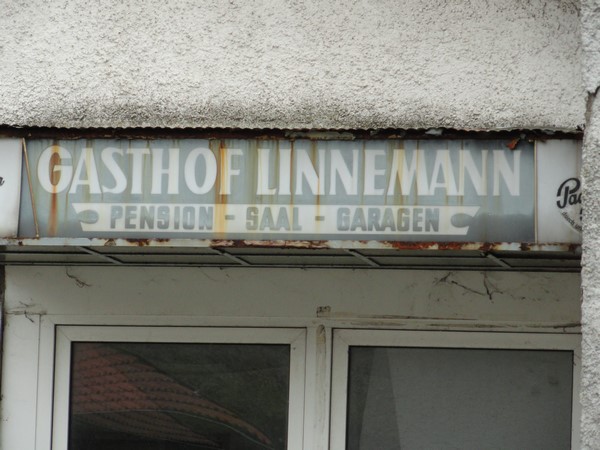 GASTHOF LINNEMANN
PENSION - SAAL - GARAGEN